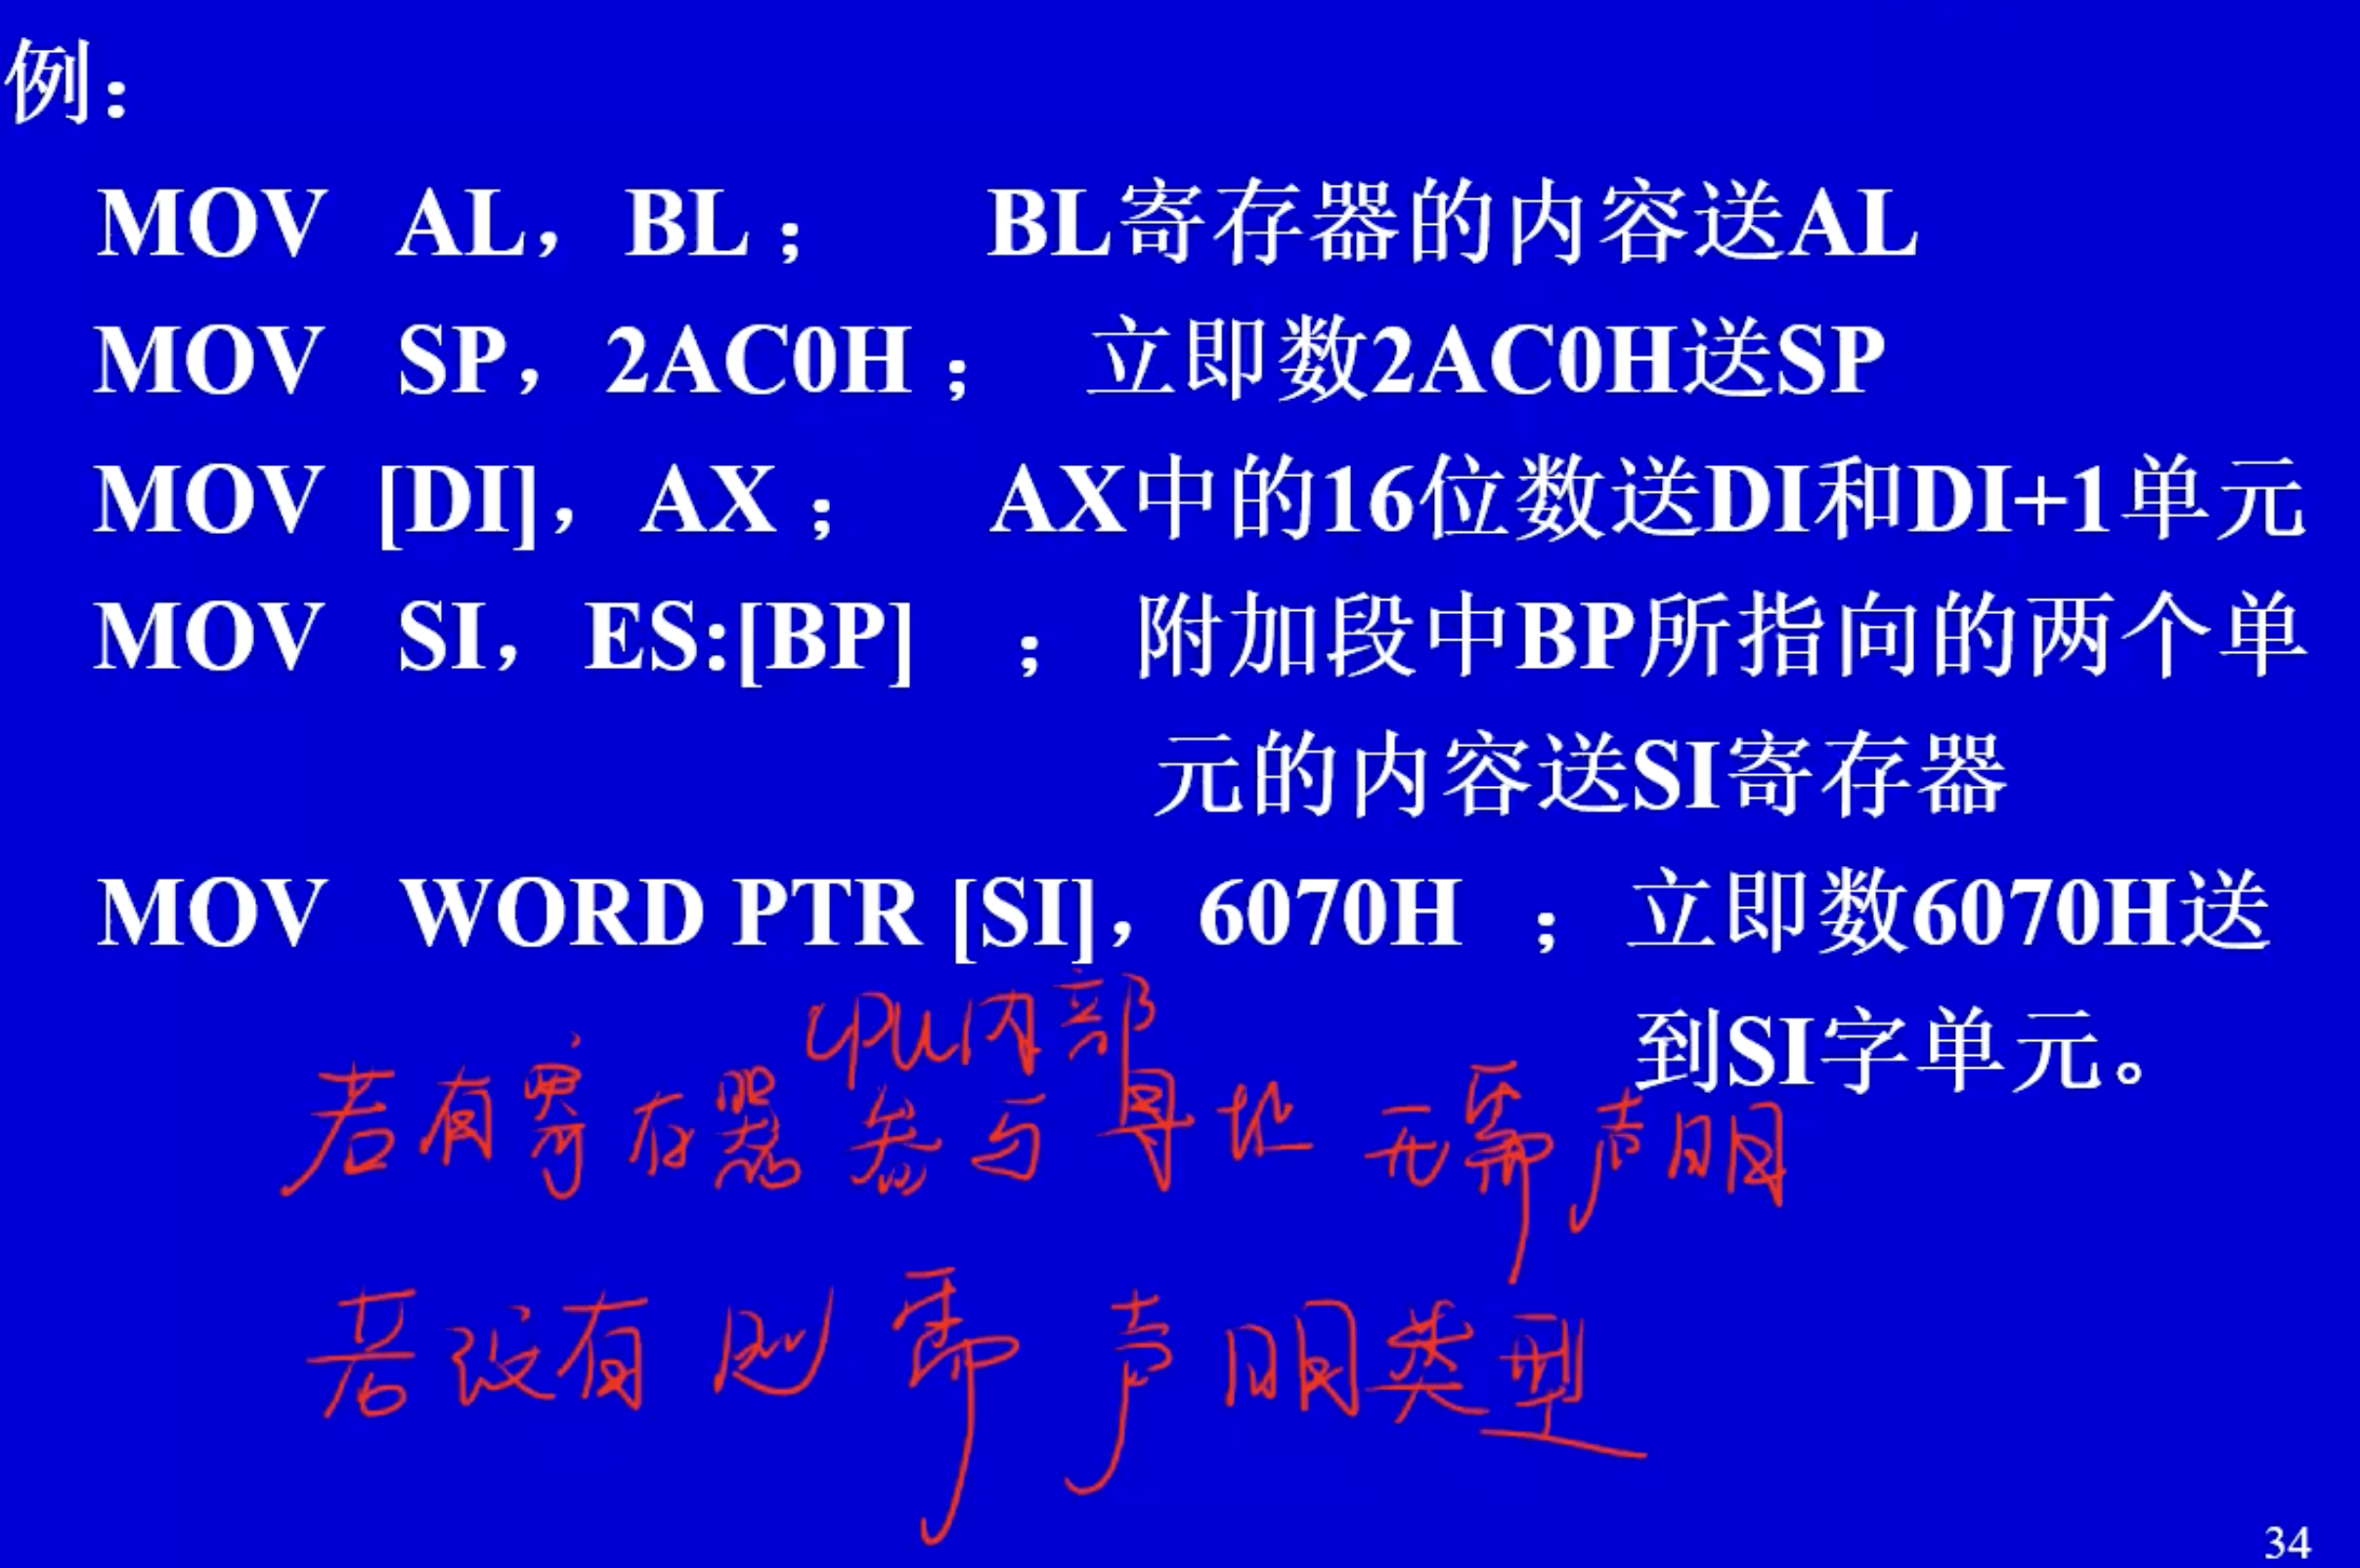 例：
MOV AL，BL； BL寄存器的内容送AL
MOV SP，2AC0H； 立即数2AC0H送SP
MOV [DI]，AX； AX中的16位数送DI和DI+1单元
MOV SI，ES:[BP] ； 附加段中BP所指向的两个单
元的内容送SI寄存器
MOV WORD PTR [SI]，6070H ；立即数6070H送
到SI字单元。
CPU内部
若有寄存器参与寻址 无需声明
若没有则需声明类型
34